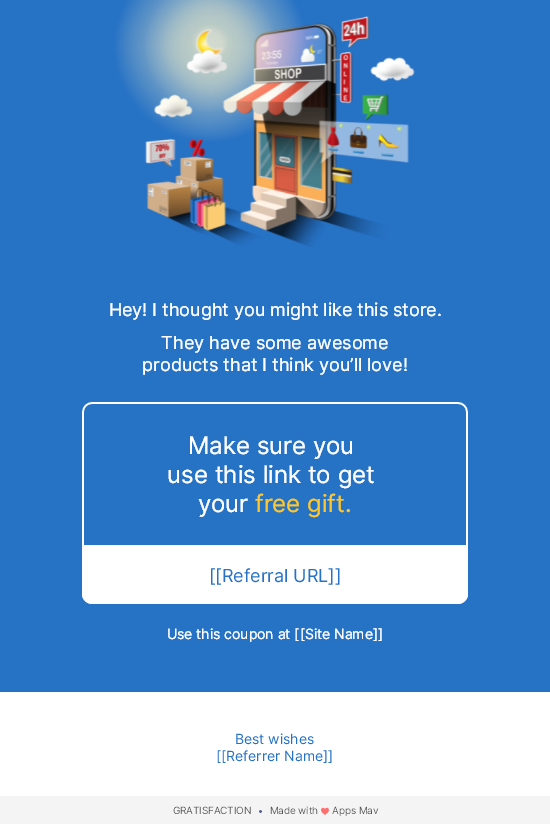 24h
23:55
SHOP
ONLINE
70%
OFF
%
Hey! I thought you might like this store.
They have some awesome
products that I think you’ll love!
Make sure you
use this link to get
your free gift.
[[Referral URL]]
Use this coupon at [[Site Name]]
Best wishes
[[Referrer Name]]
GRATISFACTION • Made with ❤ Apps Mav